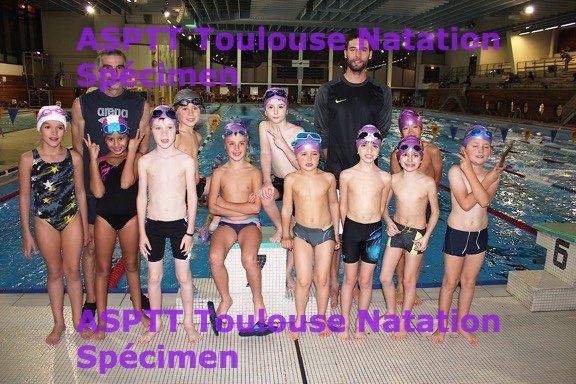 ASPTT Toulouse Natation
Spécimen
arena
6
ASPTT Toulouse Natation
Spécimen